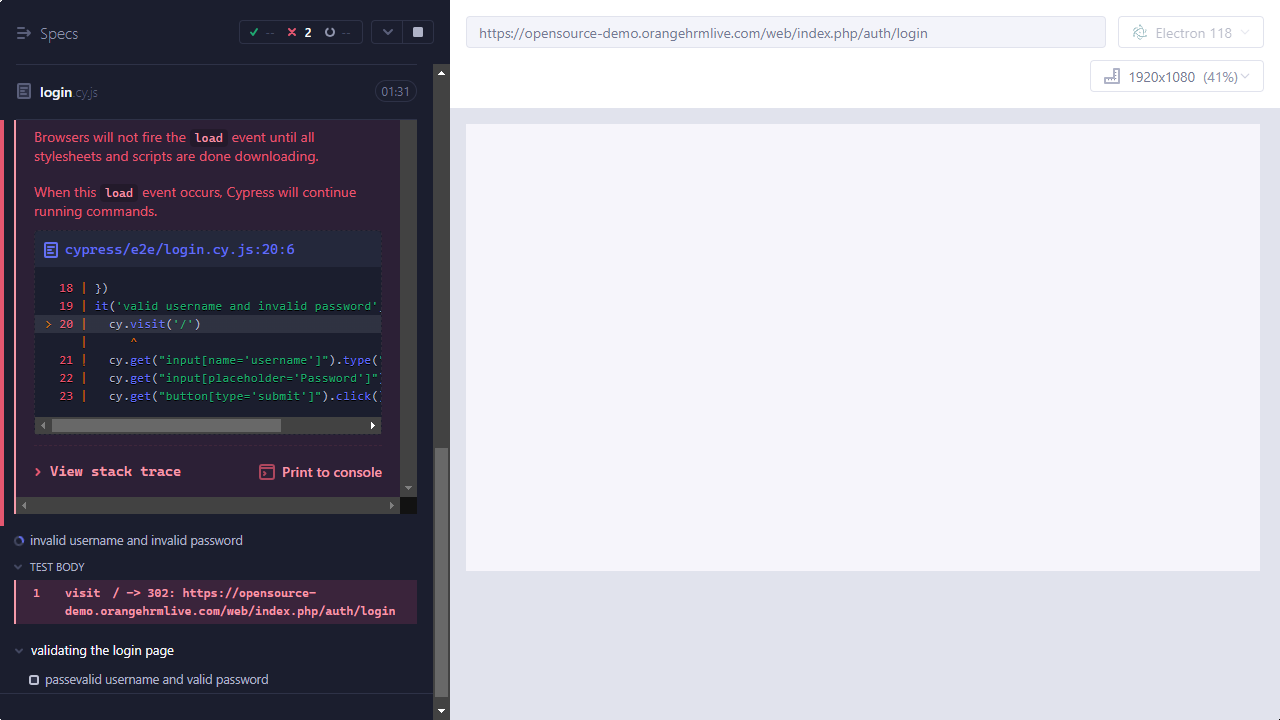 Specs
-- 2 --
login.cy.js
01:31
Browsers will not fire the load event until all
stylesheets and scripts are done downloading.
When this load event occurs, Cypress will continue
running commands.
cypress/e2e/login.cy.js:20:6
18 | })
19 | it('valid username and invalid password'
> 20 |   cy.visit('/')
|      ^
21 |   cy.get("input[name='username']").type("
22 |   cy.get("input[placeholder='Password']")
23 |   cy.get("button[type='submit']").click()
> View stack trace
Print to console
invalid username and invalid password
TEST BODY
1 visit / -> 302: https://opensource-
demo.orangehrmlive.com/web/index.php/auth/login
validating the login page
passevalid username and valid password
https://opensource-demo.orangehrmlive.com/web/index.php/auth/login
Electron 118
1920x1080 (41%)